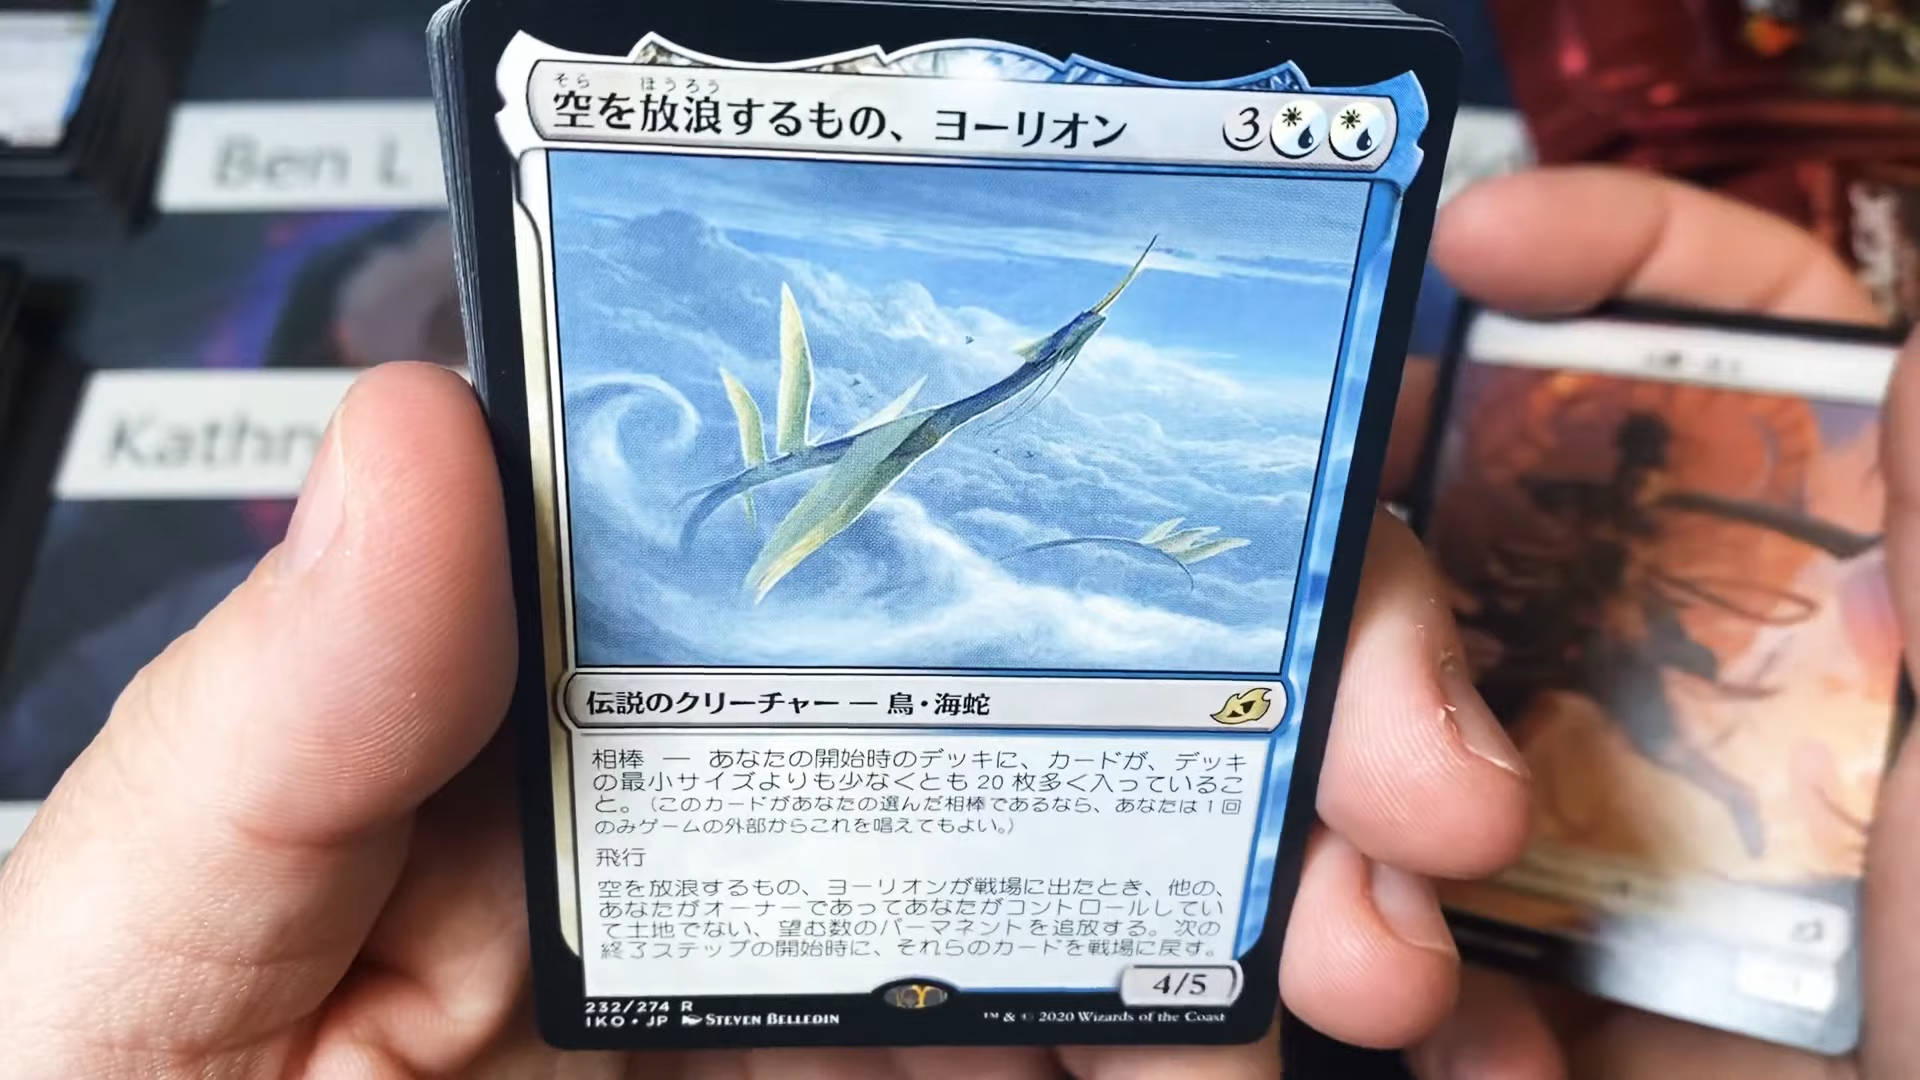 Ben L
Kathr
そら ほうろう
空を放浪するもの、ヨーリオン 3
伝説のクリーチャー — 鳥・海蛇
相棒 — あなたの開始時のデッキに、カードが、デッキ
の最小サイズよりも少なくとも20枚多く入っているこ
と。（このカードがあなたの選んだ相棒であるなら、あなたは1回
のみゲームの外部からこれを唱えてもよい。）
飛行
空を放浪するもの、ヨーリオンが戦場に出たとき、他の、
あなたがオーナーであってあなたがコントロールしてい
て土地でない、望む数のパーマネントを追放する。次の
終了ステップの開始時に、それらのカードを戦場に戻す。
4/5
232/274 R
IKO • JP STEVEN BELLEDIN
™ & © 2020 Wizards of the Coast